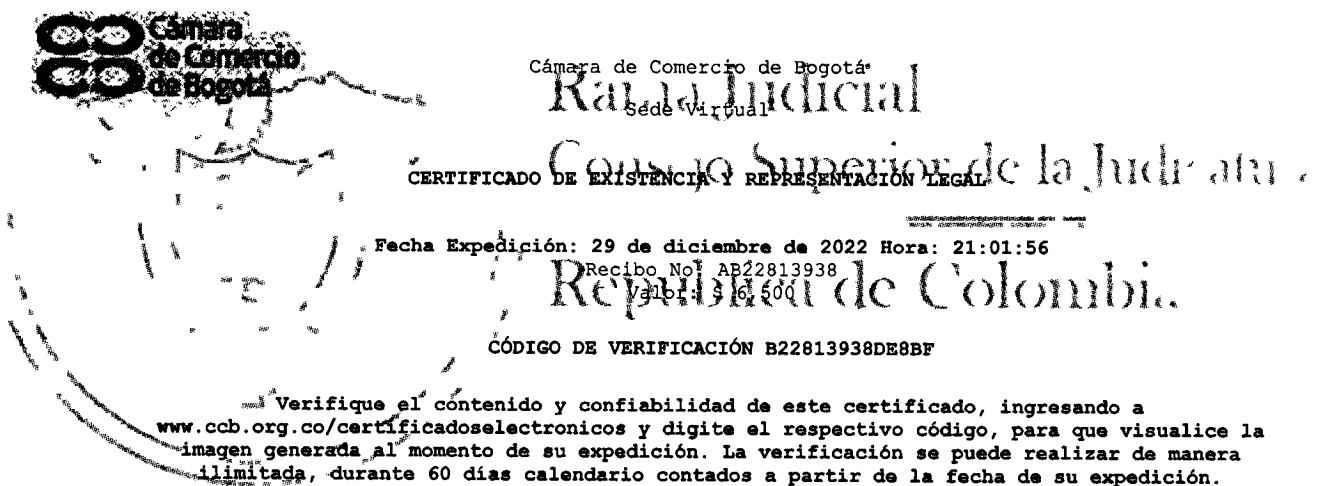 Cámara
de Comercio
de Bogotá
Cámara de Comercio de Bogotá
Rama Judicial
Sede Virtual
Consejo Superior de la Judicatura
CERTIFICADO DE EXISTENCIA Y REPRESENTACIÓN LEGAL
Fecha Expedición: 29 de diciembre de 2022 Hora: 21:01:56
Recibo No. AB22813938
República de Colombia
Valor: $ 6,500
CÓDIGO DE VERIFICACIÓN B22813938DE8BF
Verifique el contenido y confiabilidad de este certificado, ingresando a
www.ccb.org.co/certificadoselectronicos y digite el respectivo código, para que visualice la
imagen generada al momento de su expedición. La verificación se puede realizar de manera
ilimitada, durante 60 días calendario contados a partir de la fecha de su expedición.